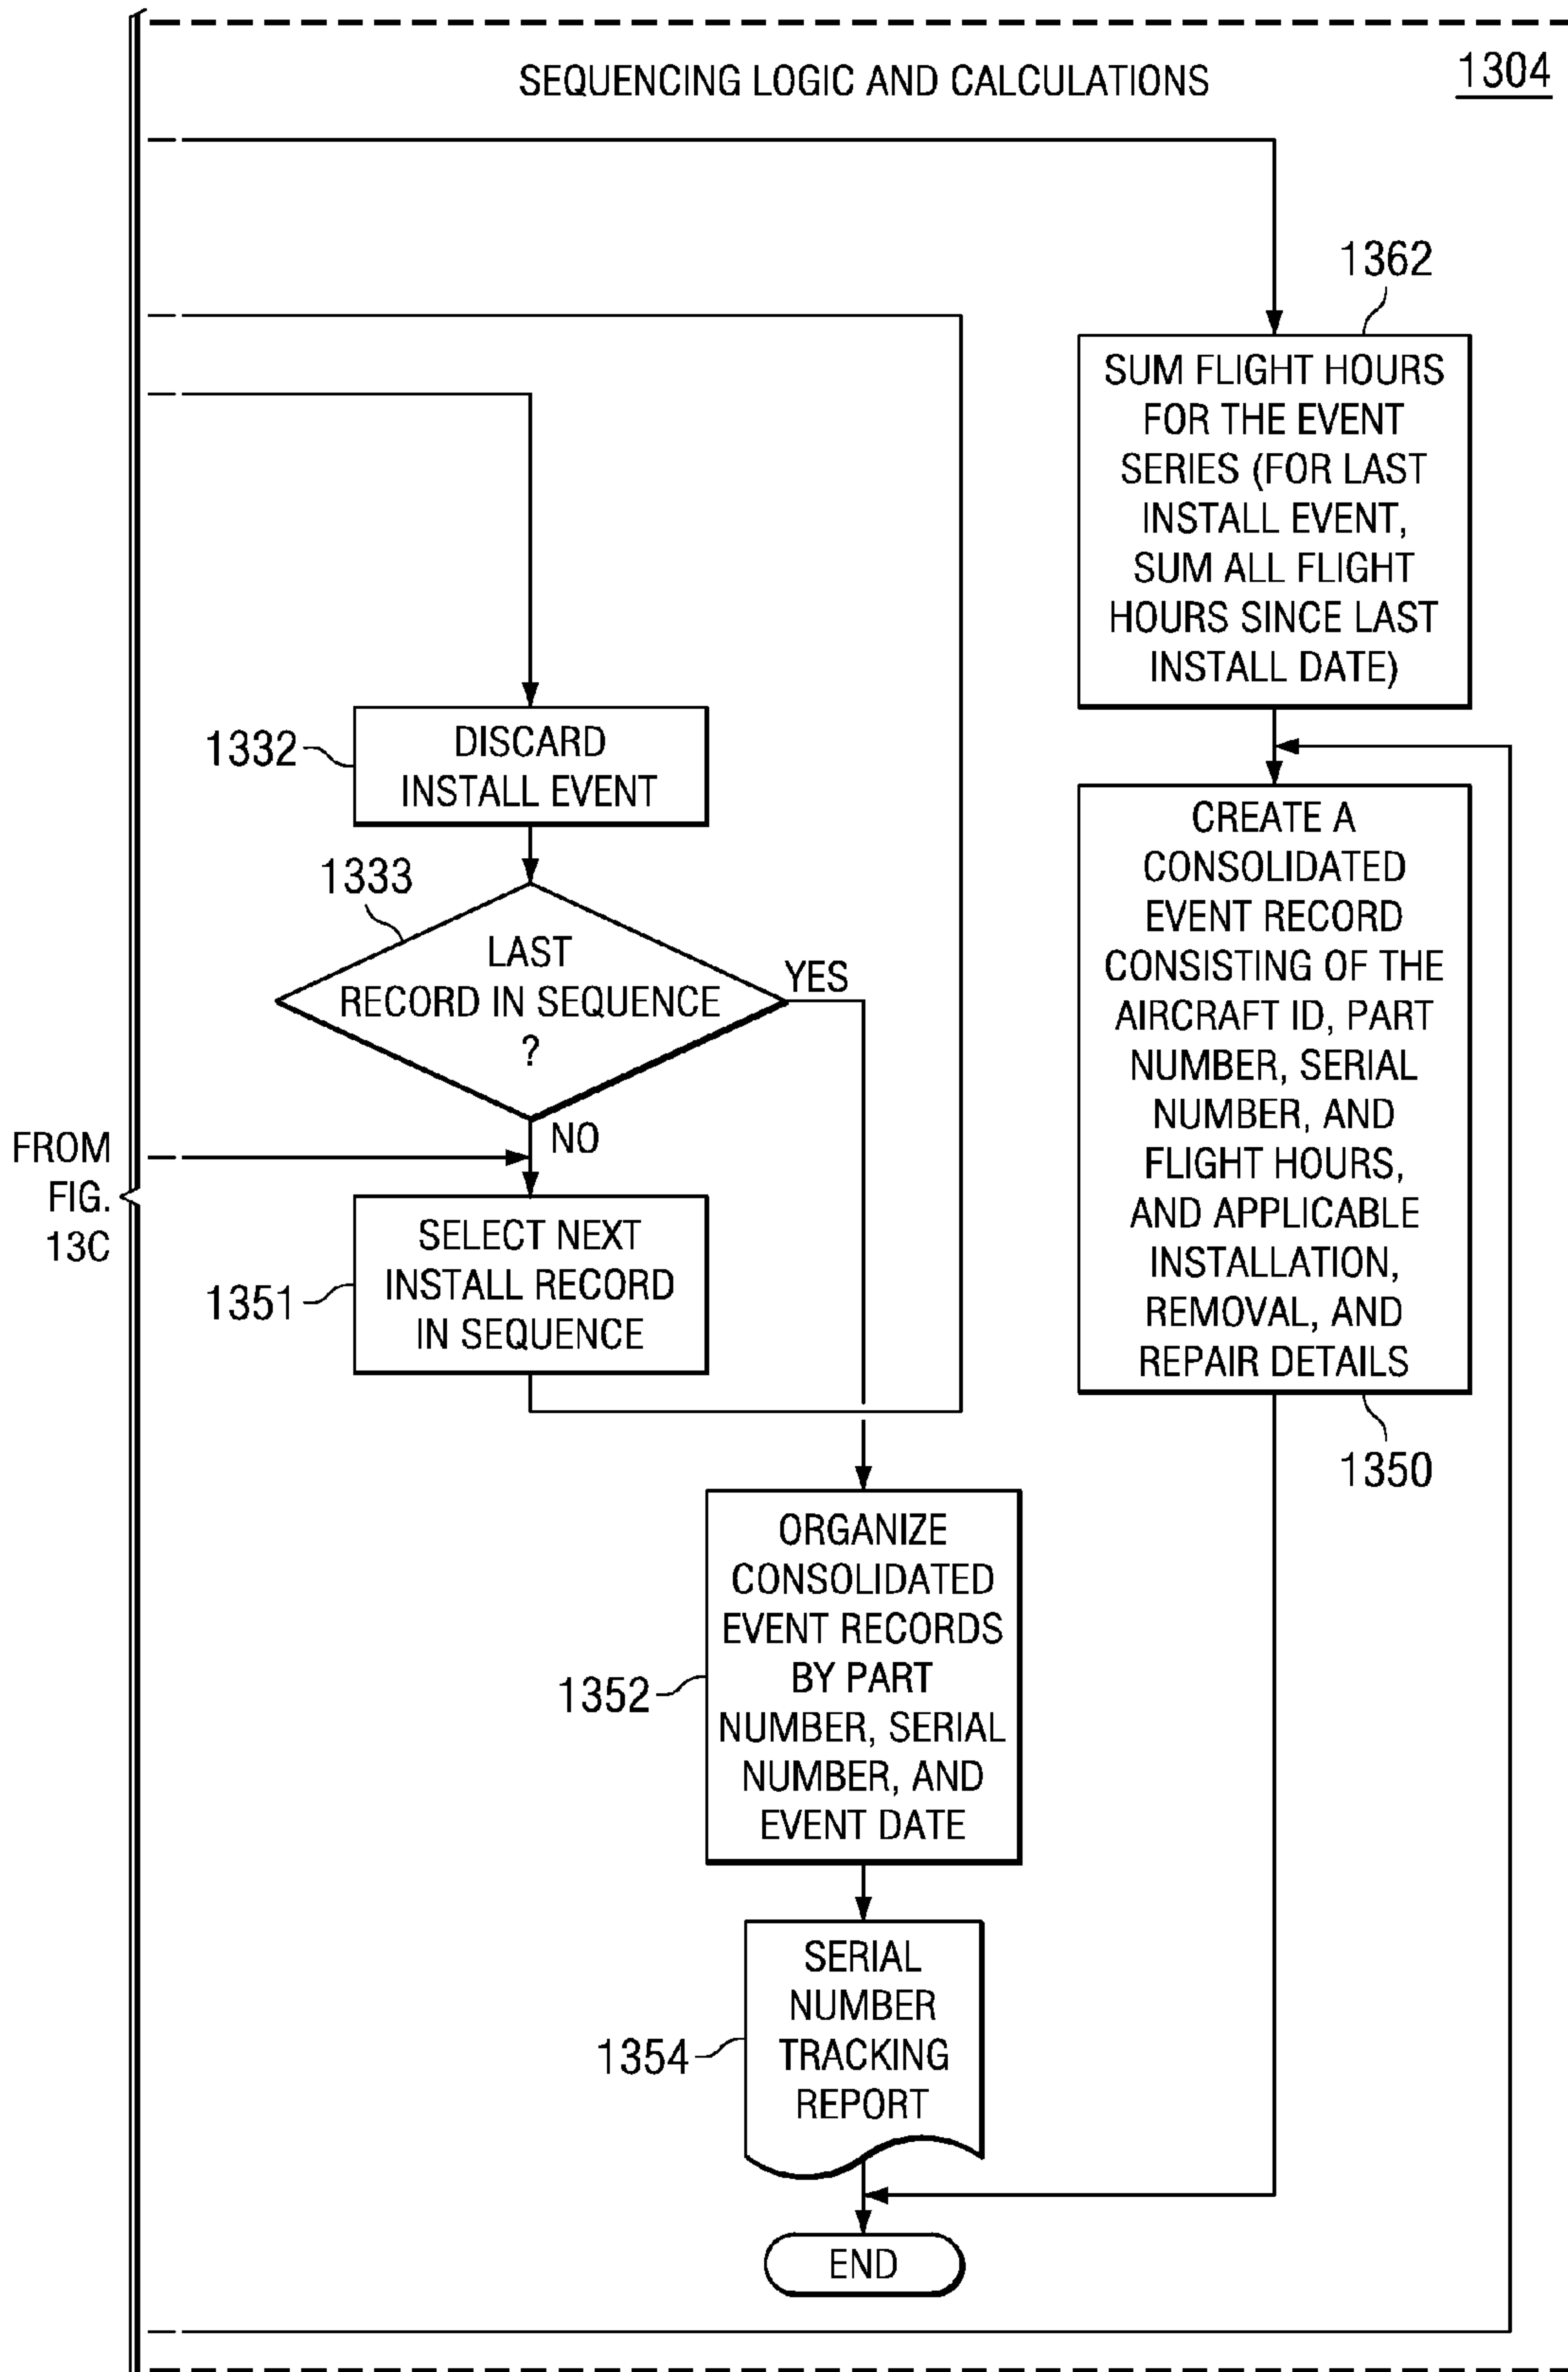 SEQUENCING LOGIC AND CALCULATIONS
1304
1362
SUM FLIGHT HOURS
FOR THE EVENT
SERIES (FOR LAST
INSTALL EVENT,
SUM ALL FLIGHT
HOURS SINCE LAST
INSTALL DATE)
1332
DISCARD
INSTALL EVENT
1333
LAST
RECORD IN SEQUENCE
?
YES
NO
FROM
FIG.
13C
1351
SELECT NEXT
INSTALL RECORD
IN SEQUENCE
CREATE A
CONSOLIDATED
EVENT RECORD
CONSISTING OF THE
AIRCRAFT ID, PART
NUMBER, SERIAL
NUMBER, AND
FLIGHT HOURS,
AND APPLICABLE
INSTALLATION,
REMOVAL, AND
REPAIR DETAILS
1350
ORGANIZE
CONSOLIDATED
EVENT RECORDS
BY PART
NUMBER, SERIAL
NUMBER, AND
EVENT DATE
1352
SERIAL
NUMBER
TRACKING
REPORT
1354
END